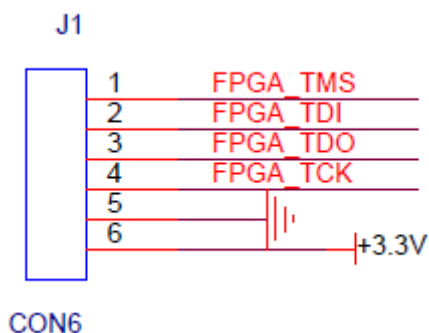 J1
1 FPGA_TMS
2 FPGA_TDI
3 FPGA_TDO
4 FPGA_TCK
5
6 +3.3V
CON6